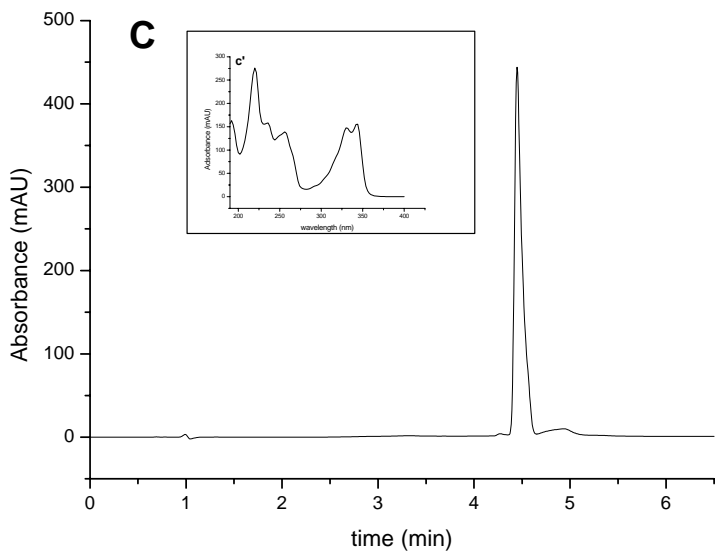 C
500
400
300
200
100
0
Absorbance (mAU)
0 1 2 3 4 5 6
time (min)
c'
300
250
200
150
100
50
0
Adsorbance (mAU)
200 250 300 350 400
wavelength (nm)